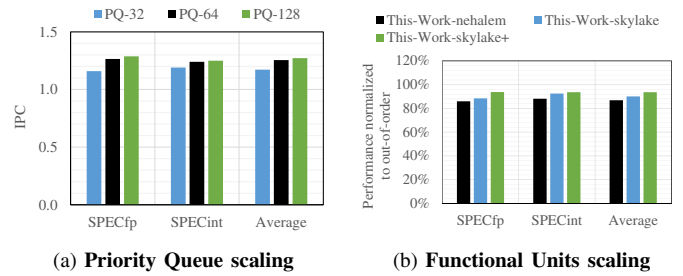 PQ-32 PQ-64 PQ-128
1.5
1.0
0.5
0.0
IPC
SPECfp SPECint Average
(a) Priority Queue scaling
This-Work-nehalem This-Work-skylake
This-Work-skylake+
120%
100%
80%
60%
40%
20%
0%
Performance normalized
to out-of-order
SPECfp SPECint Average
(b) Functional Units scaling